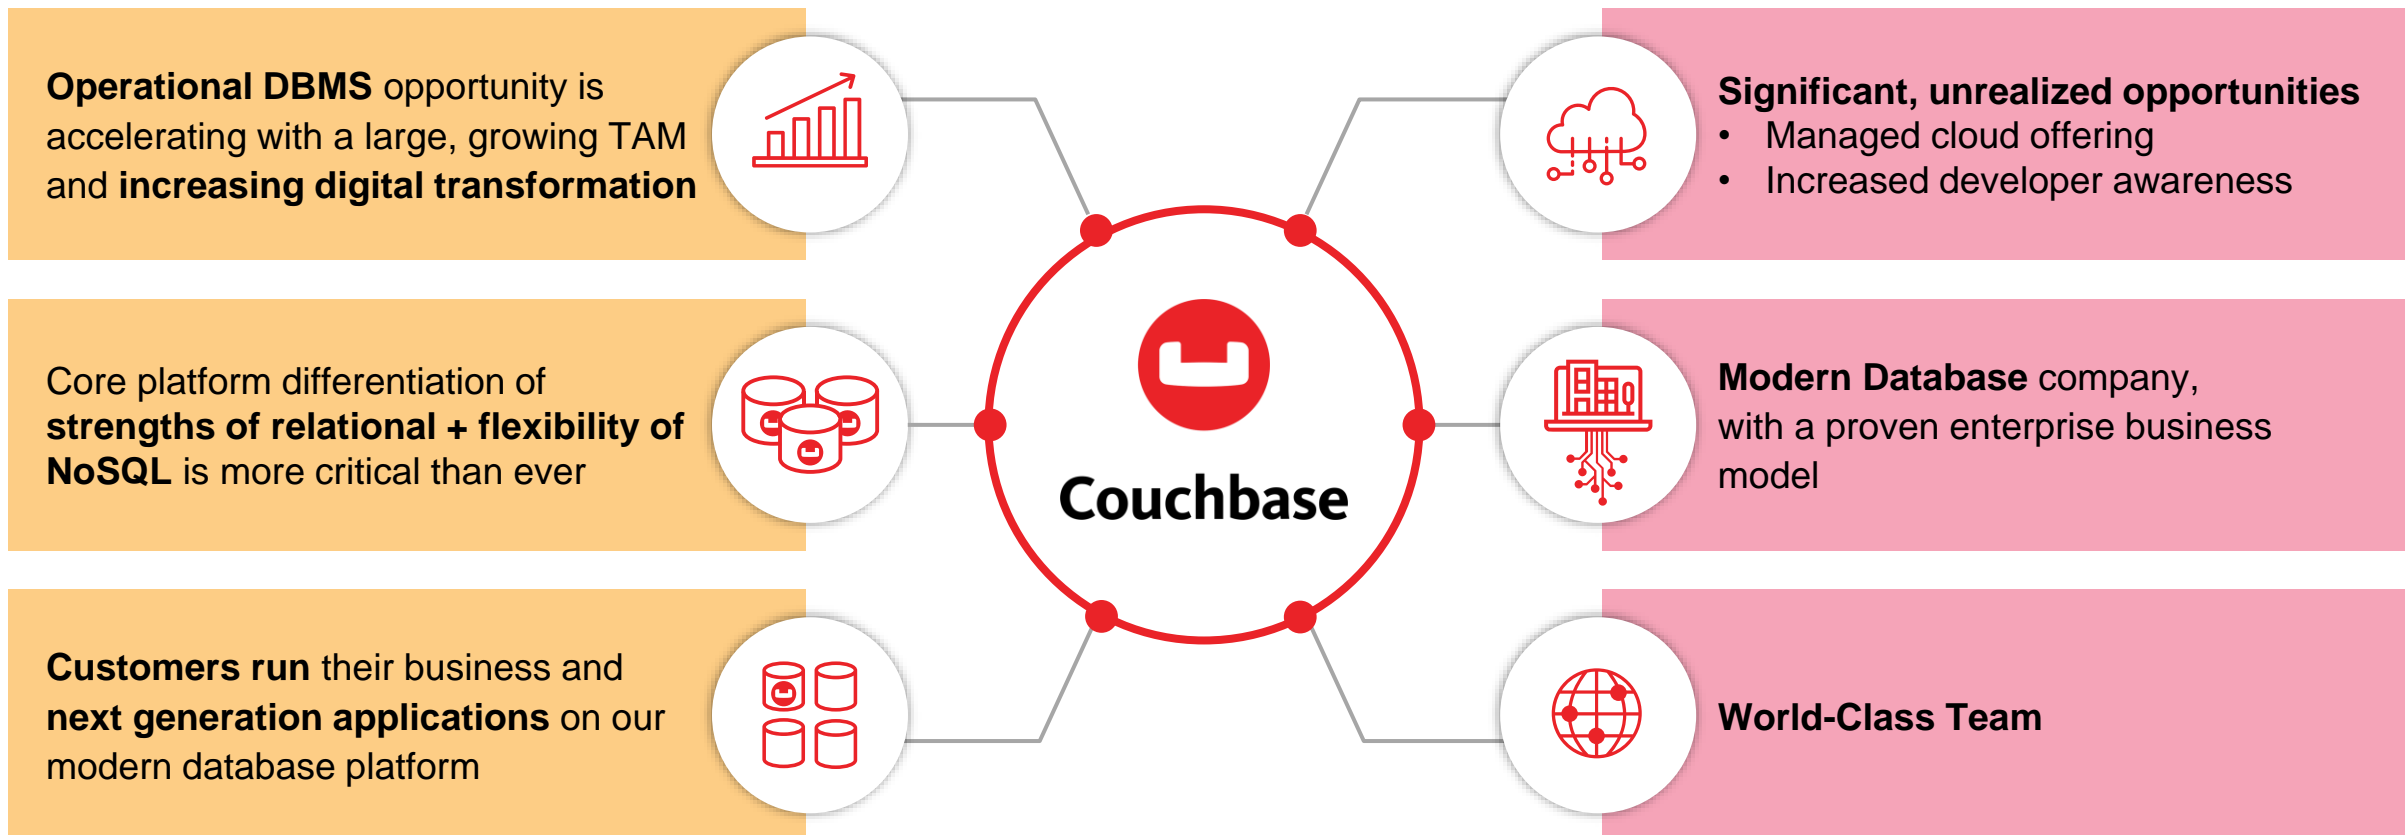 Operational DBMS opportunity is
accelerating with a large, growing TAM
and increasing digital transformation
Core platform differentiation of
strengths of relational + flexibility of
NoSQL is more critical than ever
Customers run their business and
next generation applications on our
modern database platform
Couchbase
Significant, unrealized opportunities
• Managed cloud offering
• Increased developer awareness
Modern Database company,
with a proven enterprise business
model
World-Class Team